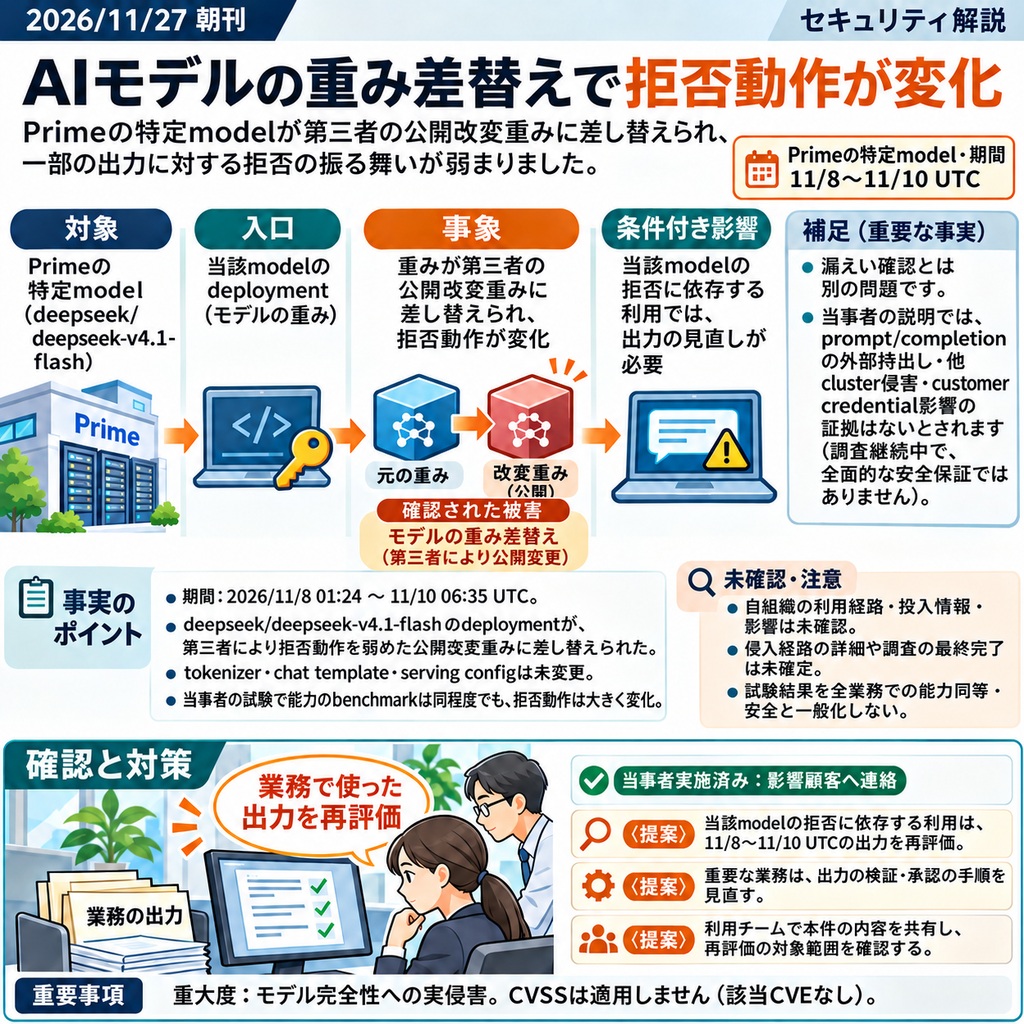 2026/11/27 朝刊
セキュリティ解説
AIモデルの重み差替えで拒否動作が変化
Primeの特定modelが第三者の公開改変重みに差し替えられ、
一部の出力に対する拒否の振る舞いが弱まりました。
Primeの特定model・期間
11/8～11/10 UTC
対象
Primeの
特定model
（deepseek/
deepseek-v4.1-
flash）
Prime
入口
当該modelの
deployment
（モデルの重み）
</>
事象
重みが第三者の
公開改変重みに
差し替えられ、
拒否動作が変化
元の重み
改変重み
（公開）
確認された被害
モデルの重み差替え
（第三者により公開変更）
条件付き影響
当該modelの
拒否に依存する
利用では、
出力の見直しが
必要
補足（重要な事実）
• 漏えい確認とは
別の問題です。
• 当事者の説明では、
prompt/completion
の外部持出し・他
cluster侵害・customer
credential影響の
証拠はないとされます
（調査継続中で、
全面的な安全保証では
ありません）。
事実の
ポイント
• 期間：2026/11/8 01:24 ～ 11/10 06:35 UTC。
• deepseek/deepseek-v4.1-flash のdeploymentが、
第三者により拒否動作を弱めた公開改変重みに差し替えられた。
• tokenizer・chat template・serving configは未変更。
• 当事者の試験で能力のbenchmarkは同程度でも、拒否動作は大きく変化。
未確認・注意
• 自組織の利用経路・投入情報・
影響は未確認。
• 侵入経路の詳細や調査の最終完了
は未確定。
• 試験結果を全業務での能力同等・
安全と一般化しない。
確認と対策
業務で使った
出力を再評価
業務の出力
当事者実施済み：影響顧客へ連絡
〈提案〉
当該modelの拒否に依存する利用は、
11/8～11/10 UTCの出力を再評価。
〈提案〉
重要な業務は、出力の検証・承認の手順を
見直す。
〈提案〉
利用チームで本件の内容を共有し、
再評価の対象範囲を確認する。
重要事項
重大度：モデル完全性への実侵害。CVSSは適用しません（該当CVEなし）。